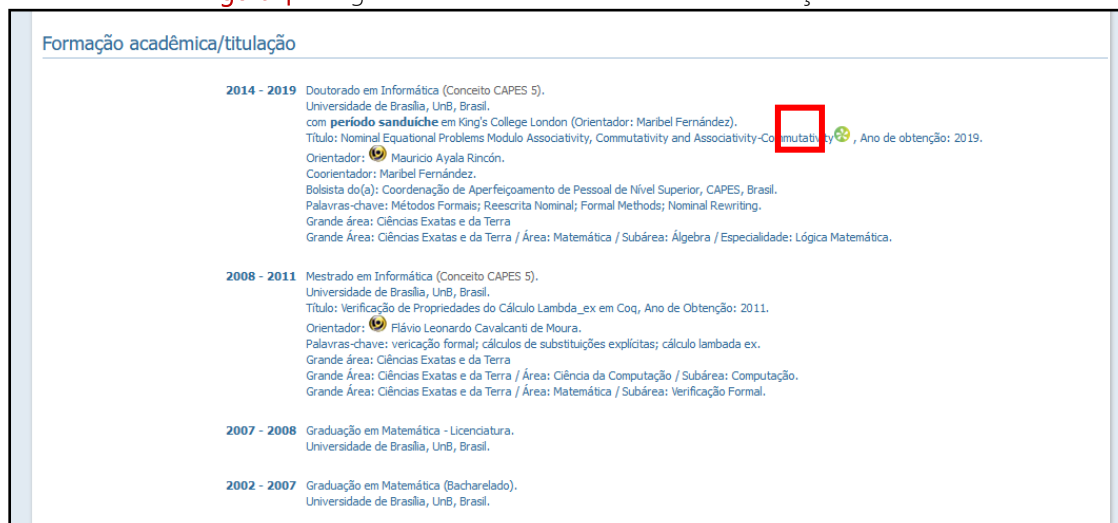 Formação acadêmica/titulação
2014 - 2019 Doutorado em Informática (Conceito CAPES 5).
Universidade de Brasília, UnB, Brasil.
com período sanduíche em King's College London (Orientador: Maribel Fernández).
Título: Nominal Equational Problems Modulo Associativity, Commutativity and Associativity-Commutativity , Ano de obtenção: 2019.
Orientador: Mauricio Ayala Rincón.
Coorientador: Maribel Fernández.
Bolsista do(a): Coordenação de Aperfeiçoamento de Pessoal de Nível Superior, CAPES, Brasil.
Palavras-chave: Métodos Formais; Reescrita Nominal; Formal Methods; Nominal Rewriting.
Grande área: Ciências Exatas e da Terra
Grande Área: Ciências Exatas e da Terra / Área: Matemática / Subárea: Álgebra / Especialidade: Lógica Matemática.
2008 - 2011 Mestrado em Informática (Conceito CAPES 5).
Universidade de Brasília, UnB, Brasil.
Título: Verificação de Propriedades do Cálculo Lambda_ex em Coq, Ano de Obtenção: 2011.
Orientador: Flávio Leonardo Cavalcanti de Moura.
Palavras-chave: vericação formal; cálculos de substituições explícitas; cálculo lambada ex.
Grande área: Ciências Exatas e da Terra
Grande Área: Ciências Exatas e da Terra / Área: Ciência da Computação / Subárea: Computação.
Grande Área: Ciências Exatas e da Terra / Área: Matemática / Subárea: Verificação Formal.
2007 - 2008 Graduação em Matemática - Licenciatura.
Universidade de Brasília, UnB, Brasil.
2002 - 2007 Graduação em Matemática (Bacharelado).
Universidade de Brasília, UnB, Brasil.